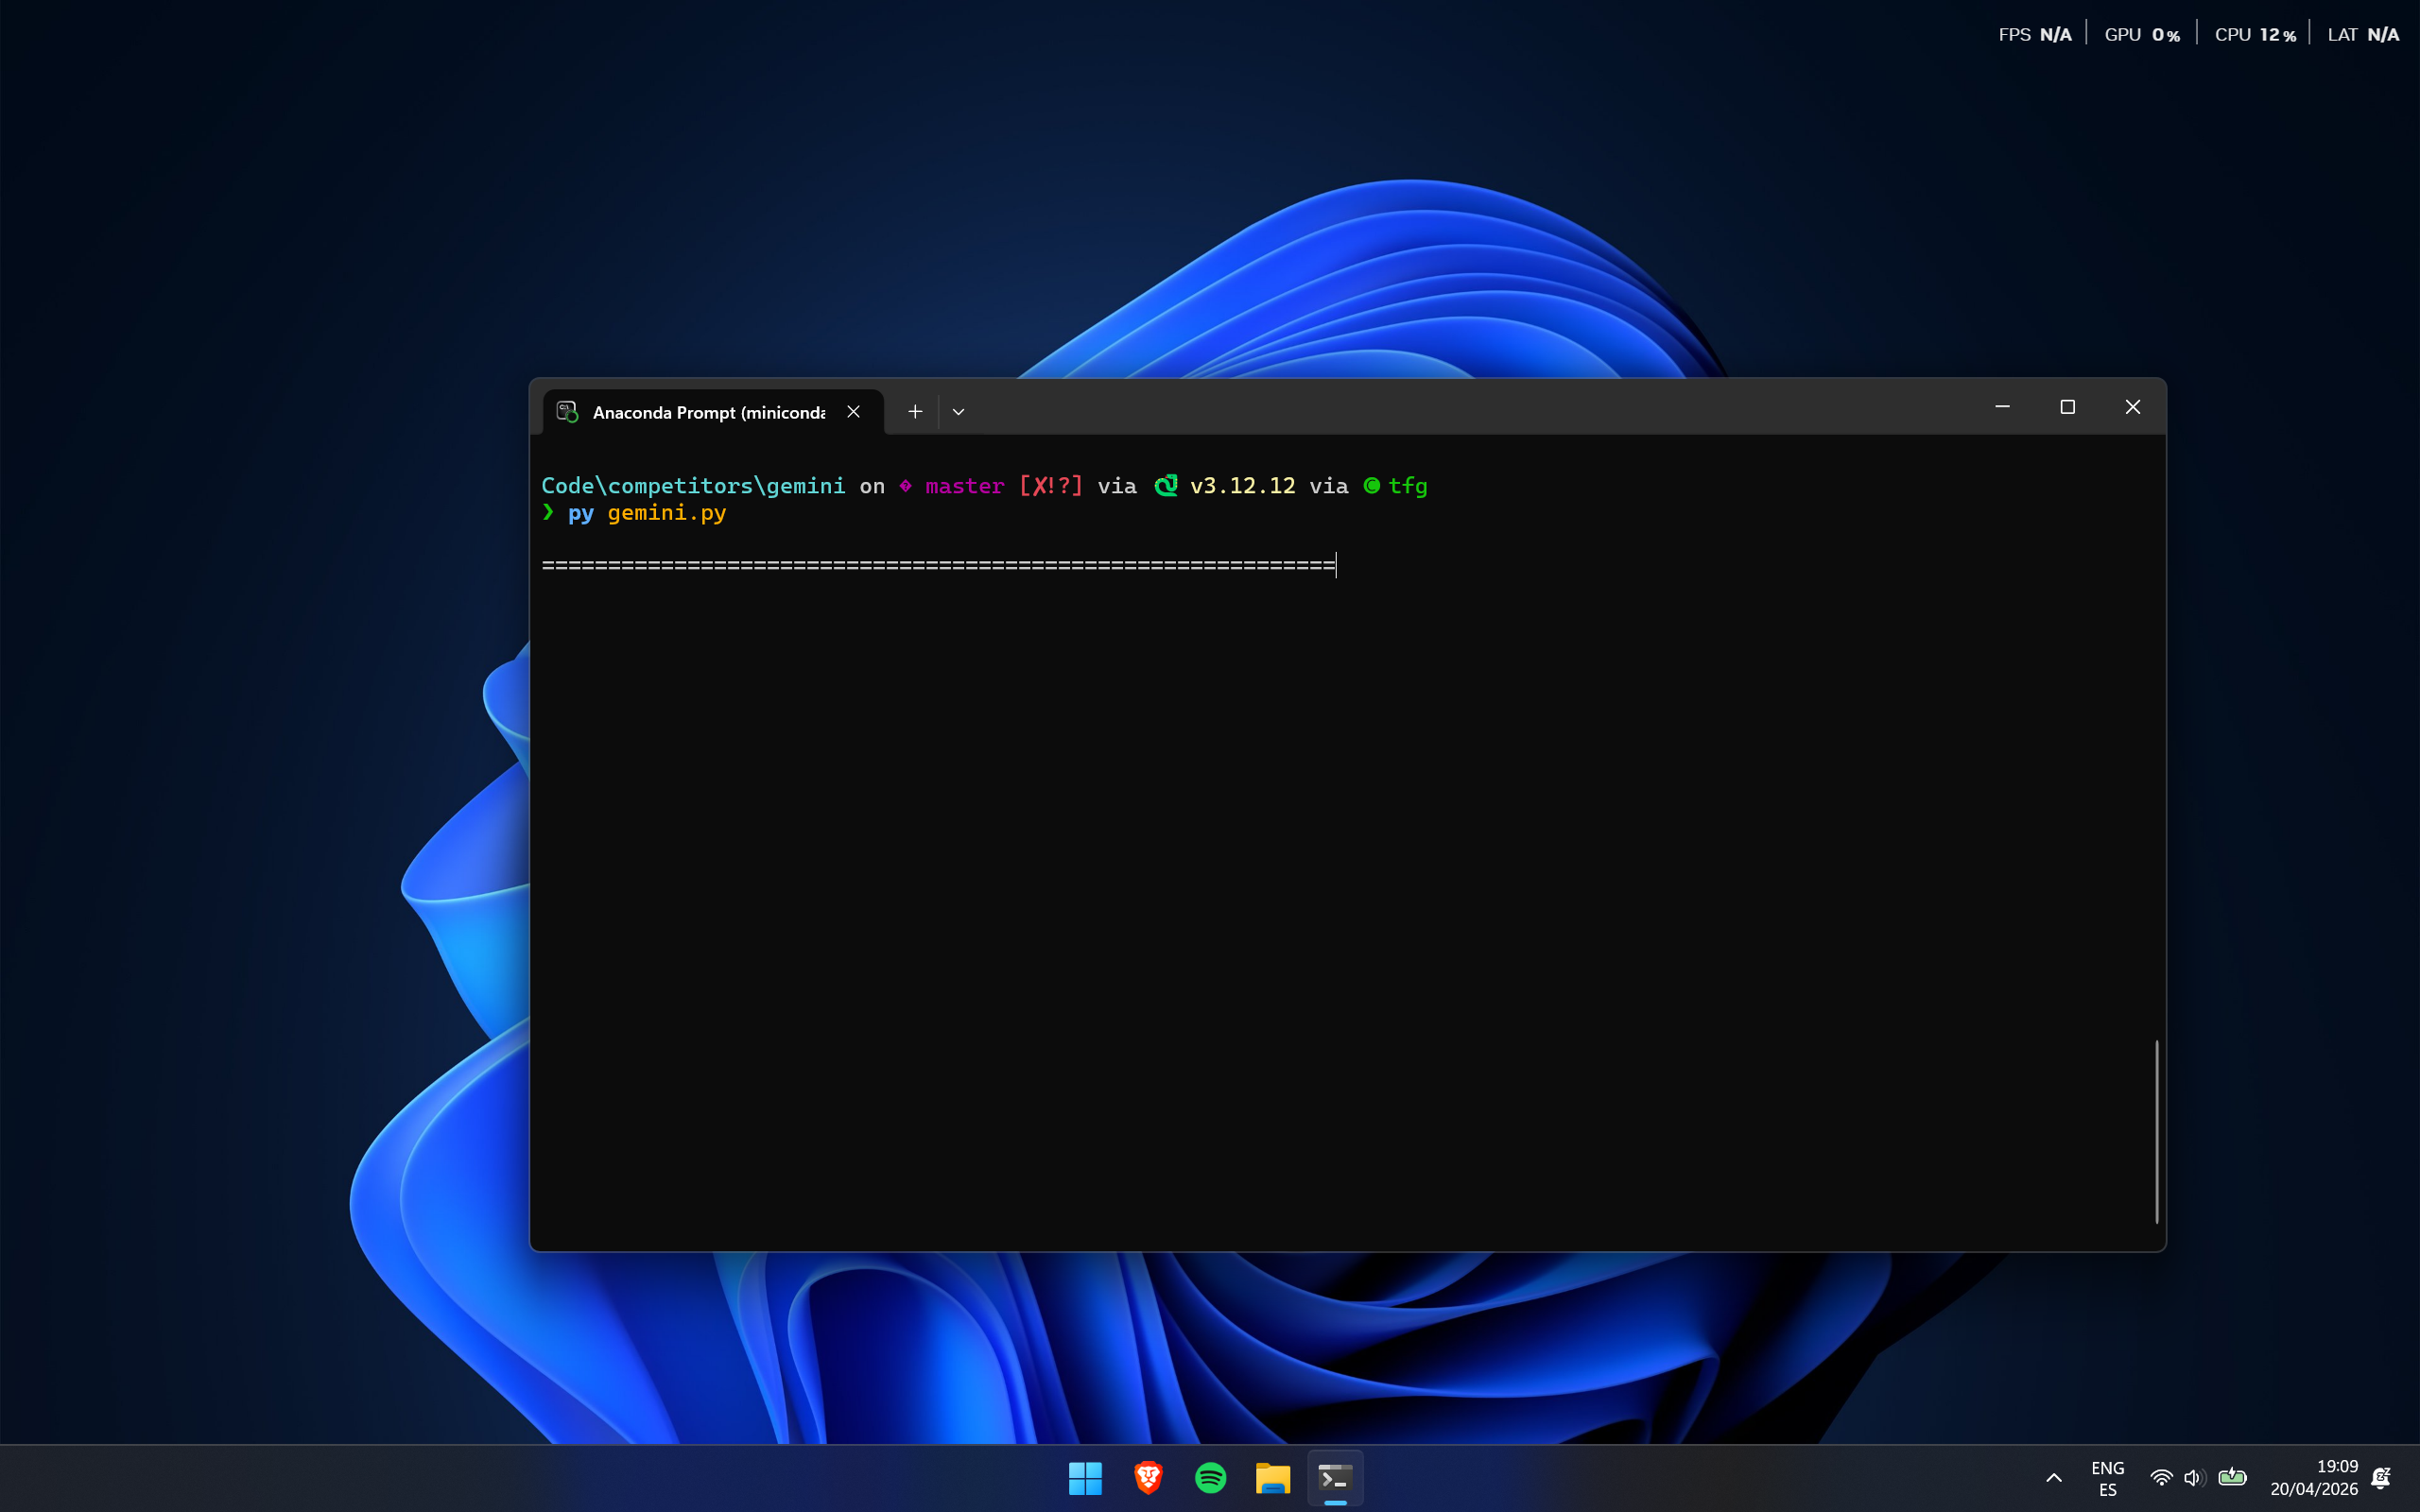 FPS N/A GPU 0% CPU 12% LAT N/A
Anaconda Prompt (miniconda
Code\competitors\gemini on master [✗!?] via v3.12.12 via © tfg
❯ py gemini.py
============================================================
ENG
ES
19:09
20/04/2026